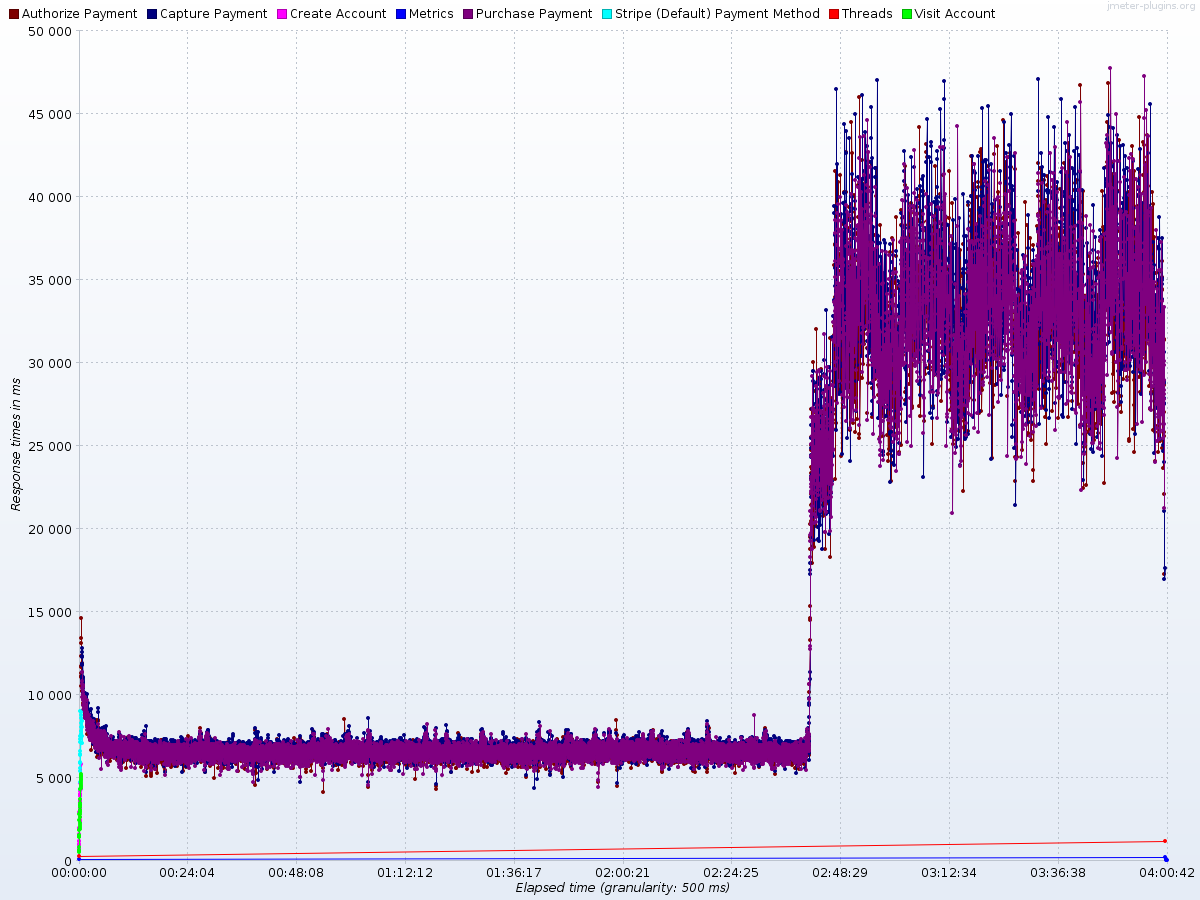 Authorize Payment Capture Payment Create Account Metrics Purchase Payment Stripe (Default) Payment Method Threads Visit Account
jmeter-plugins.org
50 000
45 000
40 000
35 000
30 000
25 000
20 000
15 000
10 000
5 000
0
Response times in ms
00:00:00 00:24:04 00:48:08 01:12:12 01:36:17 02:00:21 02:24:25 02:48:29 03:12:34 03:36:38 04:00:42
Elapsed time (granularity: 500 ms)